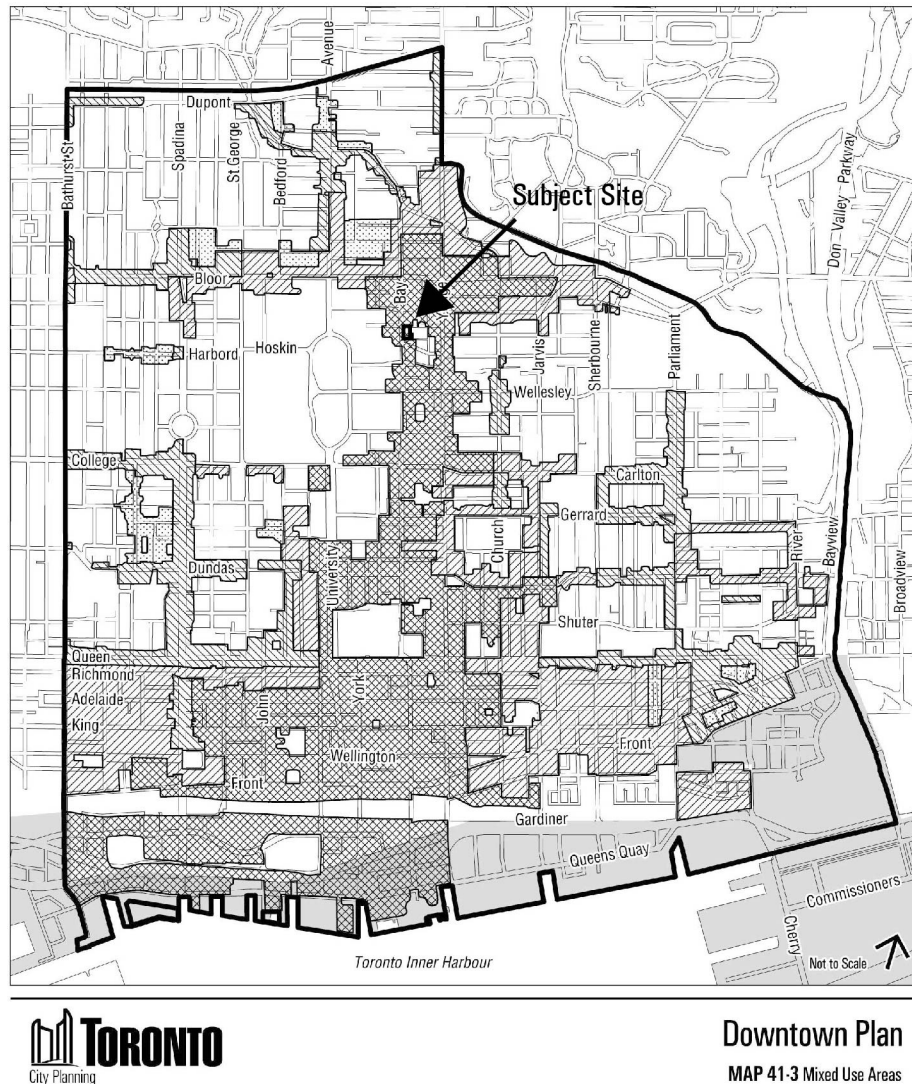 Avenue
Dupont
Spadina
St George
Bedford
Bathurst St
Don Valley Parkway
Subject Site
Bloor
Bay
Harbord
Hoskin
Jarvis
Sherbourne
Parliament
Wellesley
College
Carlton
Gerrard
Church
University
Dundas
River
Bayview
Broadview
Shuter
Queen
Richmond
Adelaide
King
John
York
Wellington
Front
Front
Gardiner
Queens Quay
Commissioners
Cherry
Not to Scale
Toronto Inner Harbour
TORONTO
City Planning
Downtown Plan
MAP 41-3 Mixed Use Areas